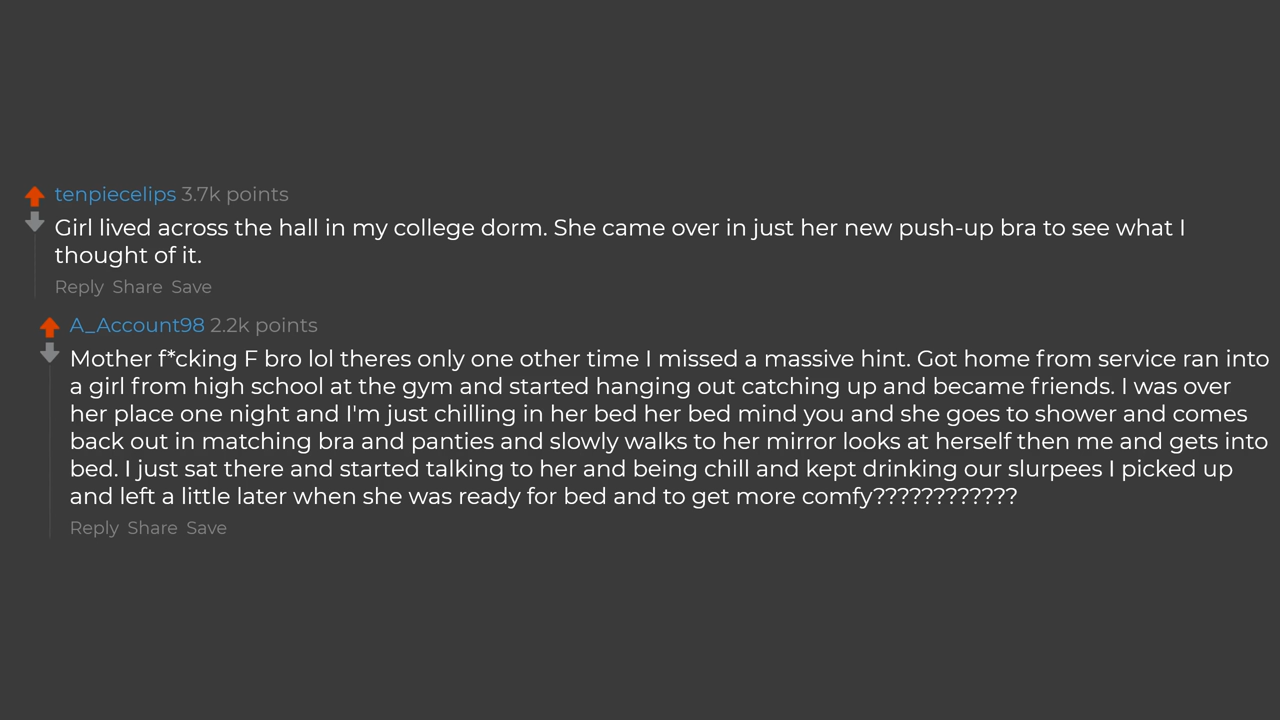 tenpiecelips 3.7k points
Girl lived across the hall in my college dorm. She came over in just her new push-up bra to see what I
thought of it.
Reply Share Save
A_Account98 2.2k points
Mother f*cking F bro lol theres only one other time I missed a massive hint. Got home from service ran into
a girl from high school at the gym and started hanging out catching up and became friends. I was over
her place one night and I'm just chilling in her bed her bed mind you and she goes to shower and comes
back out in matching bra and panties and slowly walks to her mirror looks at herself then me and gets into
bed. I just sat there and started talking to her and being chill and kept drinking our slurpees I picked up
and left a little later when she was ready for bed and to get more comfy????????????
Reply Share Save